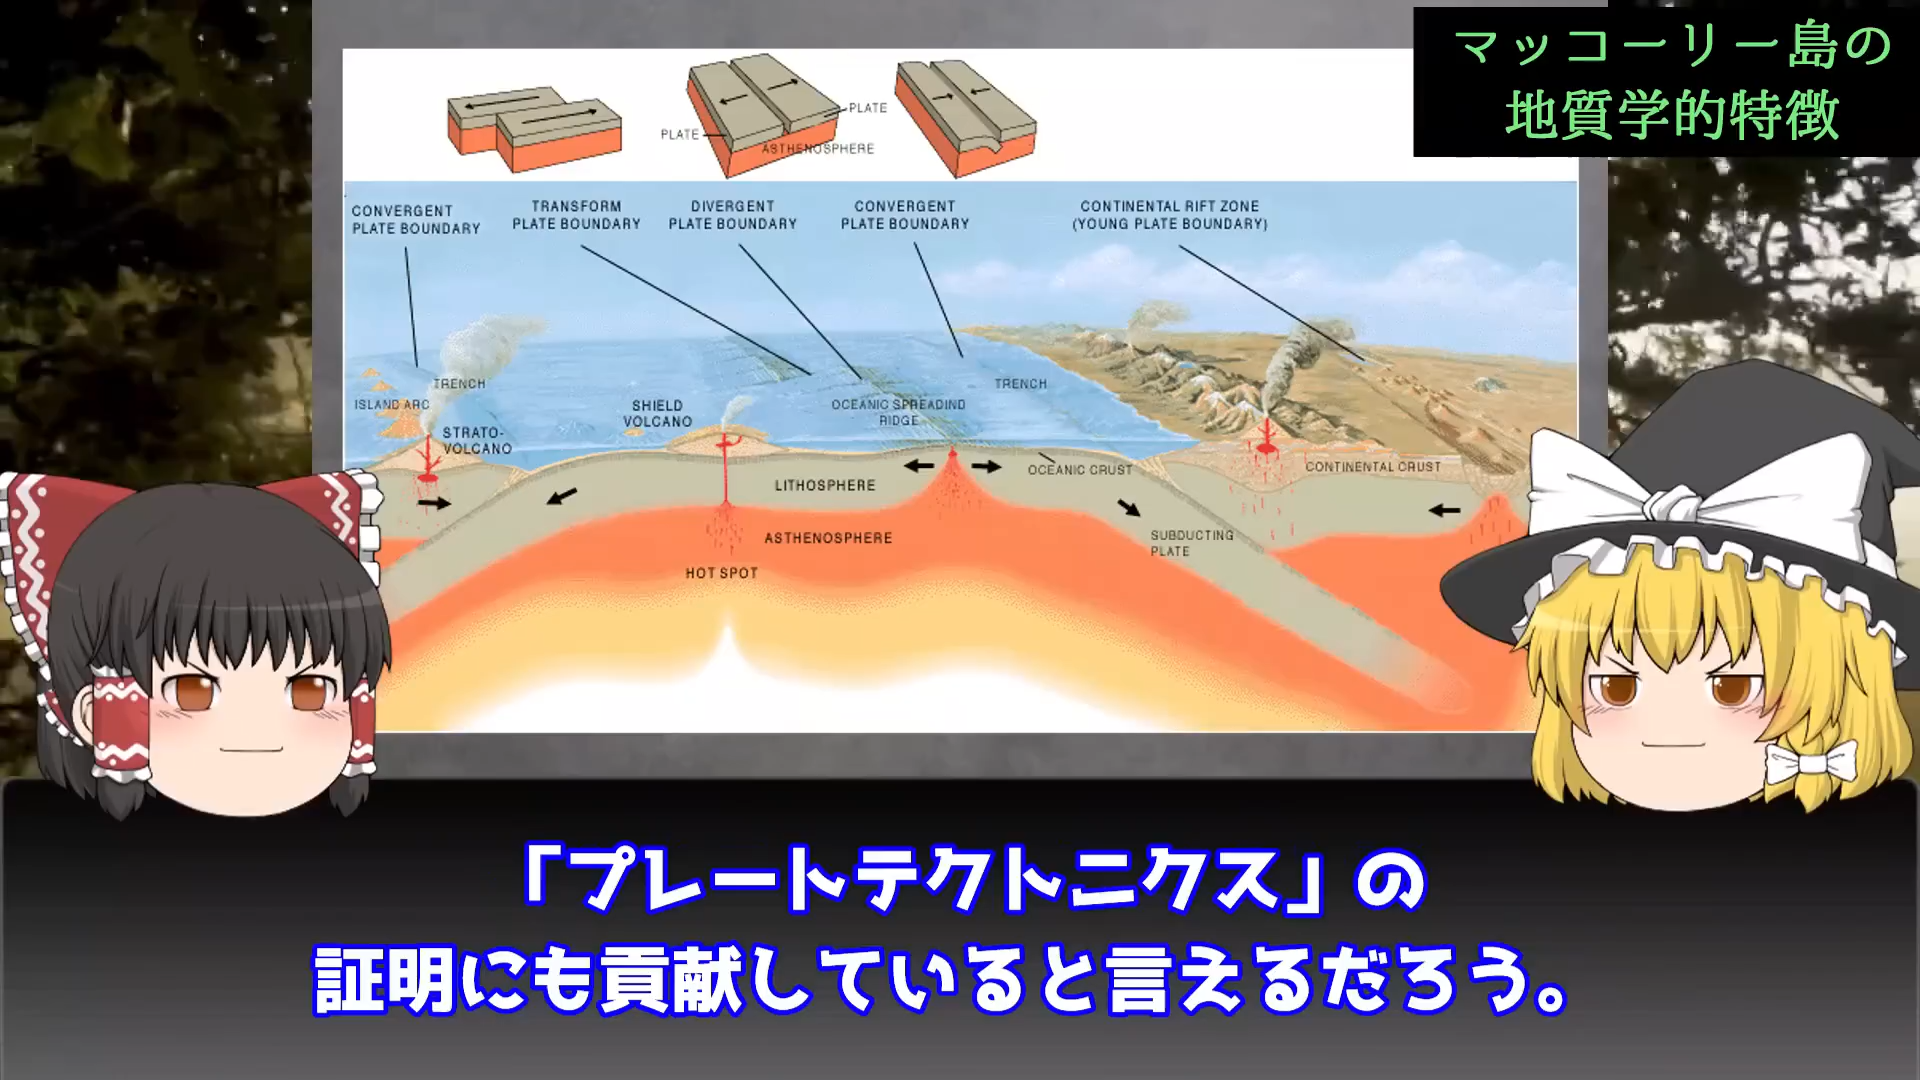 マッコーリー島の
地質学的特徴
PLATE
PLATE
ASTHENOSPHERE
CONVERGENT
PLATE BOUNDARY
TRANSFORM
PLATE BOUNDARY
DIVERGENT
PLATE BOUNDARY
CONVERGENT
PLATE BOUNDARY
CONTINENTAL RIFT ZONE
(YOUNG PLATE BOUNDARY)
TRENCH
ISLAND ARC
STRATO-
VOLCANO
SHIELD
VOLCANO
OCEANIC SPREADIND
RIDGE
TRENCH
OCEANIC CRUST
CONTINENTAL CRUST
LITHOSPHERE
ASTHENOSPHERE
SUBDUCTING
PLATE
HOT SPOT
「プレートテクトニクス」の
証明にも貢献していると言えるだろう。